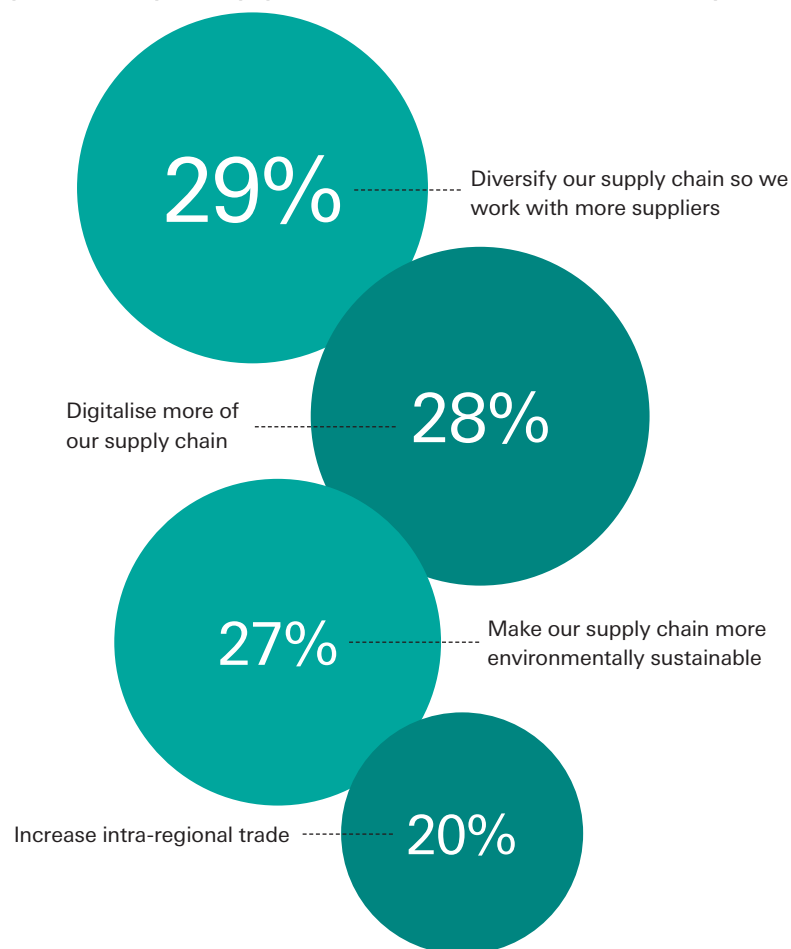 29%
Diversify our supply chain so we
work with more suppliers
Digitalise more of
our supply chain
28%
27%
Make our supply chain more
environmentally sustainable
Increase intra-regional trade
20%